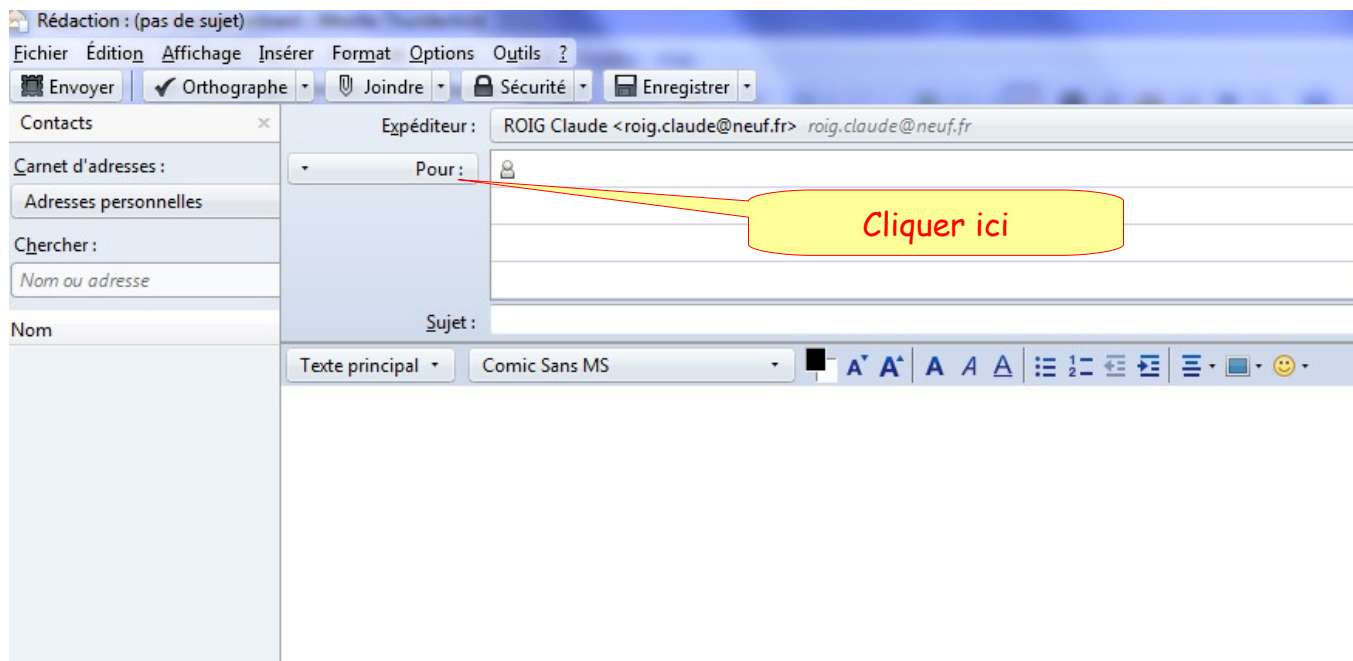 Rédaction : (pas de sujet)
Fichier Édition Affichage Insérer Format Options Outils ?
Envoyer Orthographe Joindre Sécurité Enregistrer
Contacts
Expéditeur : ROIG Claude <roig.claude@neuf.fr> roig.claude@neuf.fr
Carnet d'adresses :
Pour :
Adresses personnelles
Cliquer ici
Chercher :
Nom ou adresse
Sujet :
Nom
Texte principal Comic Sans MS